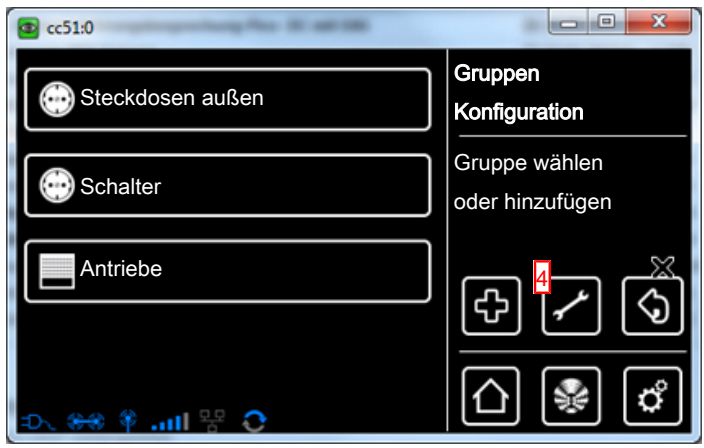 cc51:0
Steckdosen außen
Schalter
Antriebe
Gruppen
Konfiguration
Gruppe wählen
oder hinzufügen
4